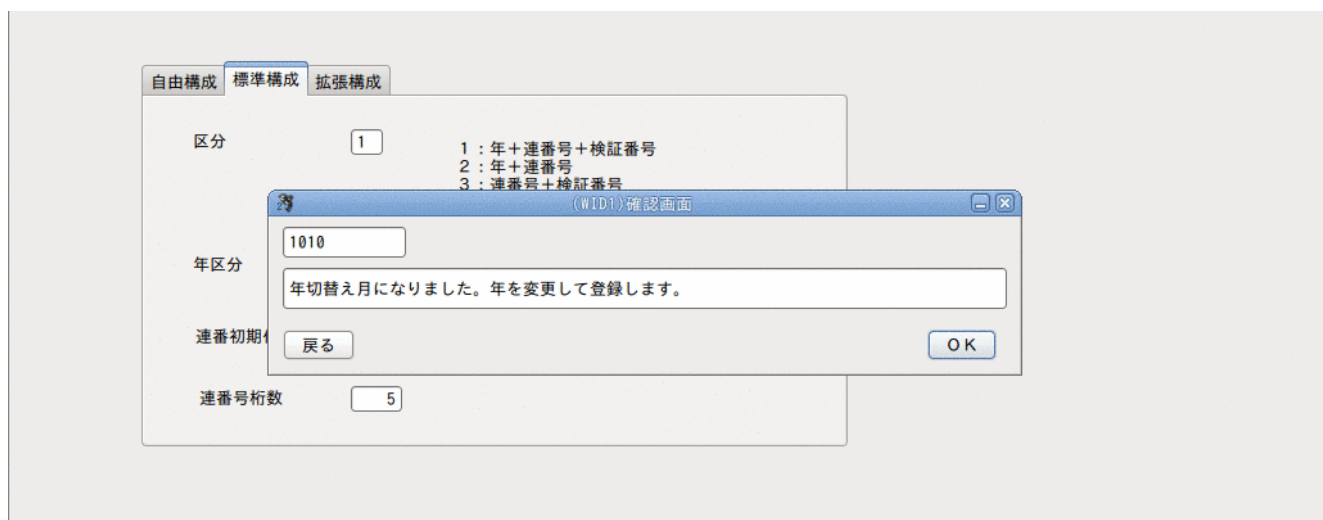 自由構成 標準構成 拡張構成
区分 1
1：年＋連番号＋検証番号
2：年＋連番号
3：連番号＋検証番号
(WID1)確認画面
1010
年区分
年切替え月になりました。年を変更して登録します。
連番初期
戻る OK
連番号桁数 5